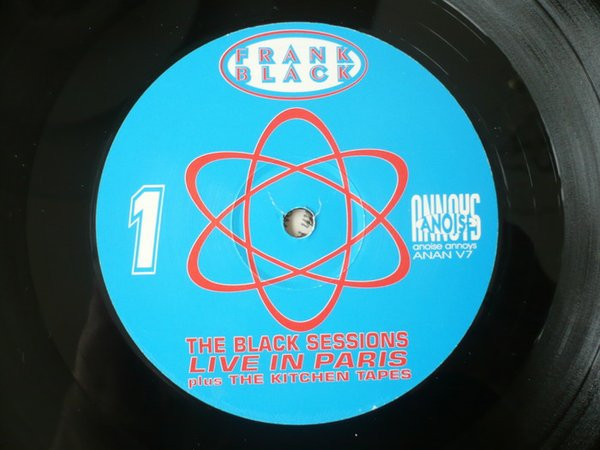 FRANK
BLACK
1
ANNOYS
ANOISE
anoise annoys
ANAN V7
THE BLACK SESSIONS
LIVE IN PARIS
plus THE KITCHEN TAPES